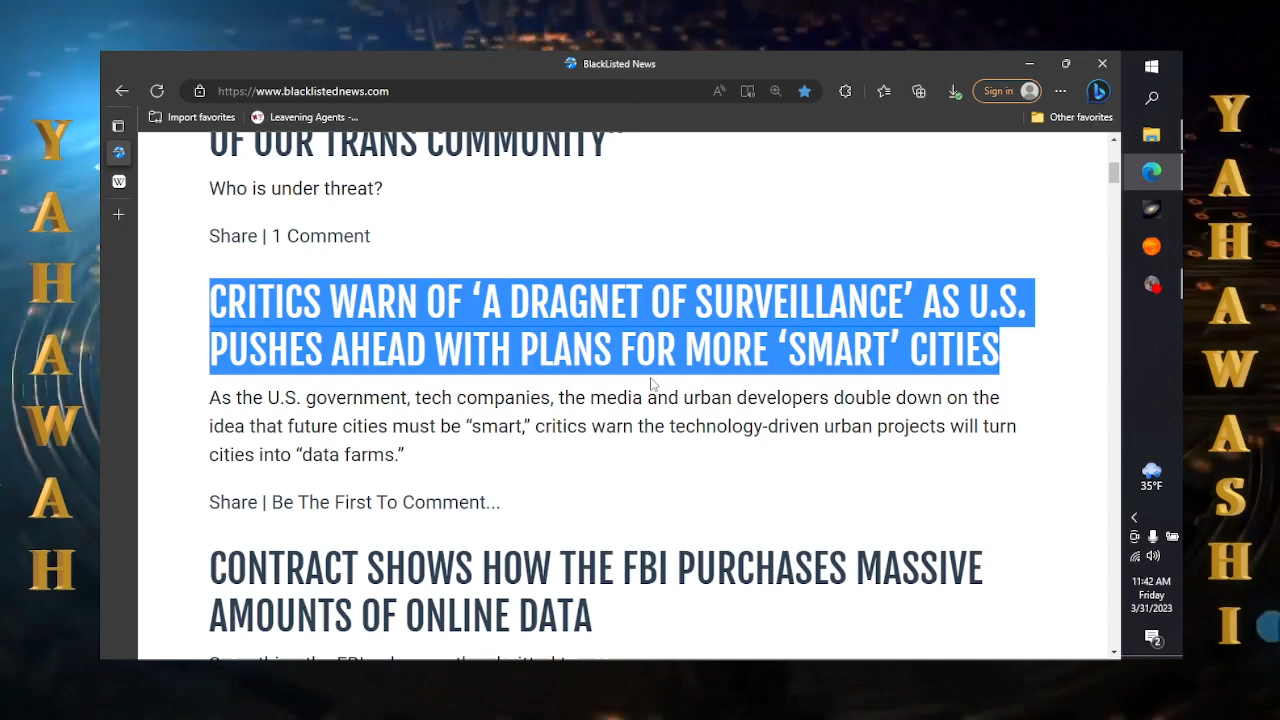 YAHAWAH
BlackListed News
https://www.blacklistednews.com
Sign in
Import favorites
Leavening Agents -...
Other favorites
OF OUR TRANS COMMUNITY”
Who is under threat?
Share | 1 Comment
CRITICS WARN OF ‘A DRAGNET OF SURVEILLANCE’ AS U.S.
PUSHES AHEAD WITH PLANS FOR MORE ‘SMART’ CITIES
As the U.S. government, tech companies, the media and urban developers double down on the
idea that future cities must be “smart,” critics warn the technology-driven urban projects will turn
cities into “data farms.”
Share | Be The First To Comment...
CONTRACT SHOWS HOW THE FBI PURCHASES MASSIVE
AMOUNTS OF ONLINE DATA
35°F
11:42 AM
Friday
3/31/2023
2
YAHAWASHI